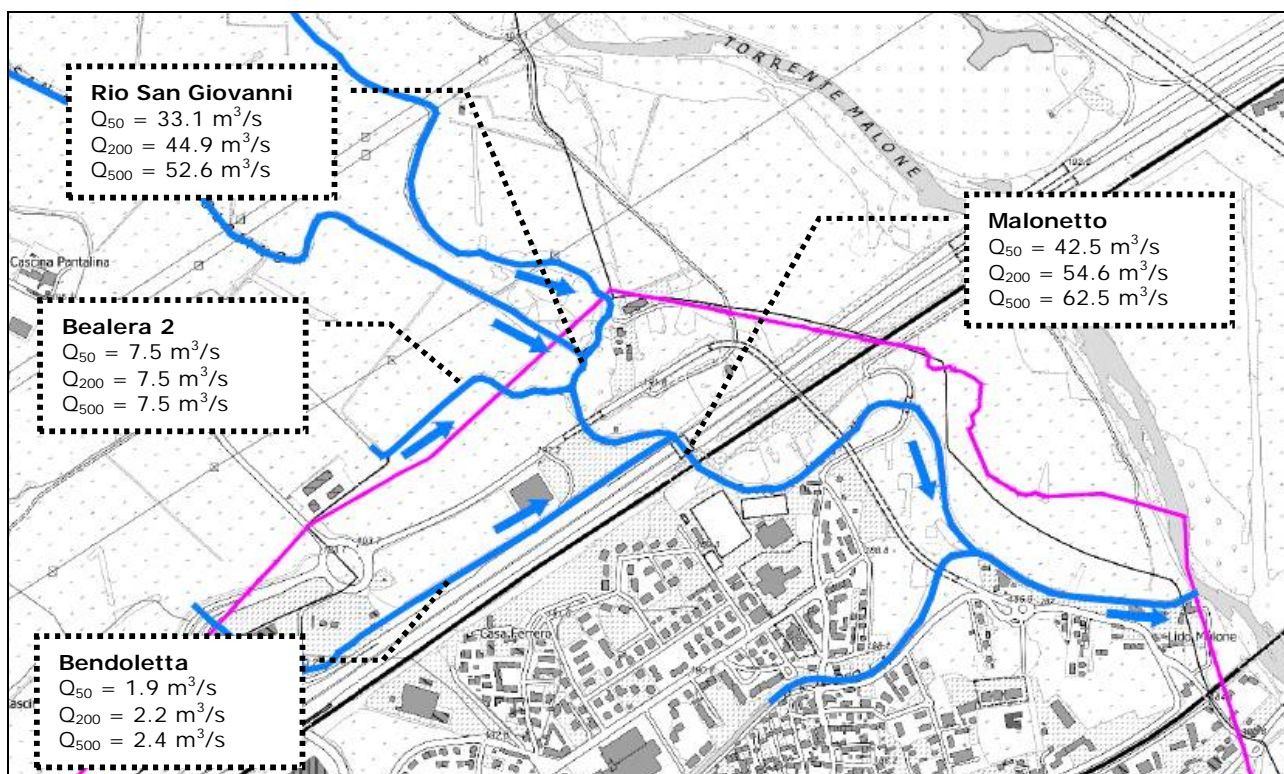 TORRENTE MALONE
Rio San Giovanni
Q50 = 33.1 m³/s
Q200 = 44.9 m³/s
Q500 = 52.6 m³/s
Malonetto
Q50 = 42.5 m³/s
Q200 = 54.6 m³/s
Q500 = 62.5 m³/s
Cascina Pantalina
Bealera 2
Q50 = 7.5 m³/s
Q200 = 7.5 m³/s
Q500 = 7.5 m³/s
Casa Ferrero
Lido Malone
Bendoletta
Q50 = 1.9 m³/s
Q200 = 2.2 m³/s
Q500 = 2.4 m³/s